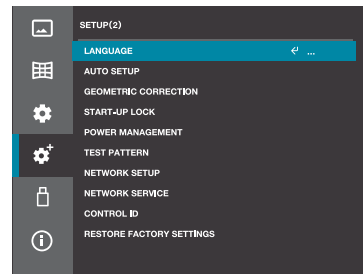 SETUP(2)
LANGUAGE ...
AUTO SETUP
GEOMETRIC CORRECTION
START-UP LOCK
POWER MANAGEMENT
TEST PATTERN
NETWORK SETUP
NETWORK SERVICE
CONTROL ID
RESTORE FACTORY SETTINGS